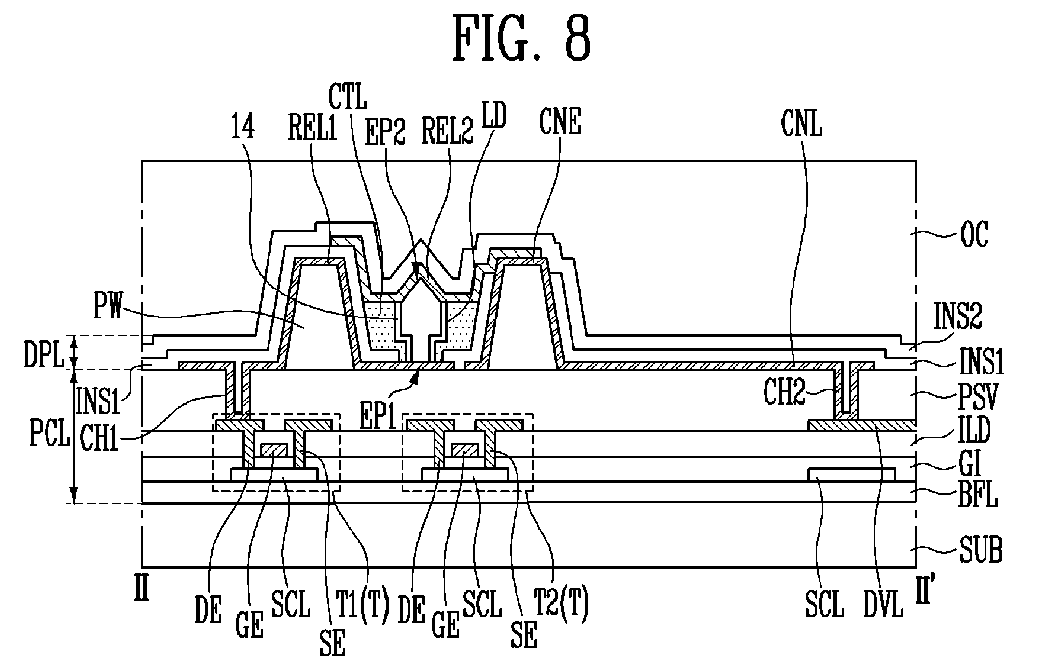 FIG. 8
CTL
LD
14
REL1
EP2
REL2
CNE
CNL
OC
PW
INS2
DPL
INS1
INS1
CH2
PSV
EP1
PCL
CH1
ILD
GI
BFL
SUB
II
II'
DE
GE
SCL
SE
T1(T)
DE
GE
SCL
SE
T2(T)
SCL
DVL